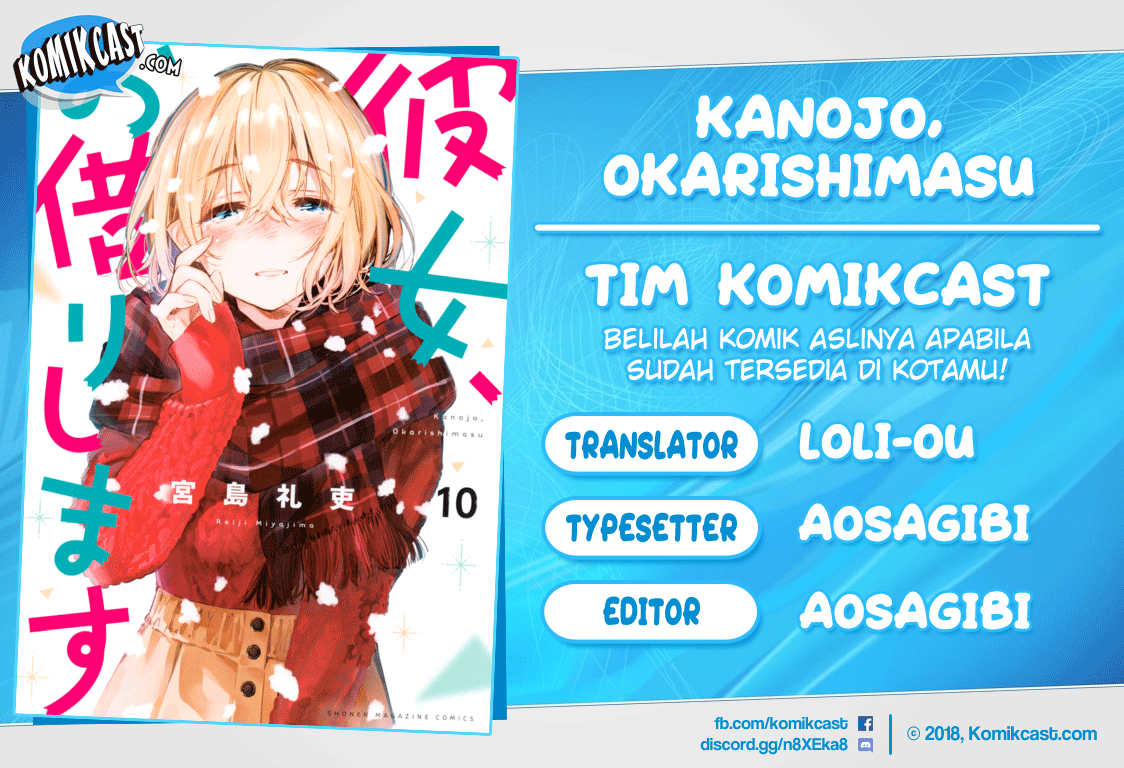 KOMIKCAST
.COM
彼女、
お借りします
Kanojo,
Okarishimasu
宮島礼吏
Reiji Miyajima
10
SHONEN MAGAZINE COMICS
KANOJO,
OKARISHIMASU
TIM KOMIKCAST
BELILAH KOMIK ASLINYA APABILA
SUDAH TERSEDIA DI KOTAMU!
TRANSLATOR LOLI-OU
TYPESETTER AOSAGIBI
EDITOR AOSAGIBI
fb.com/komikcast
discord.gg/n8XEka8
© 2018, Komikcast.com